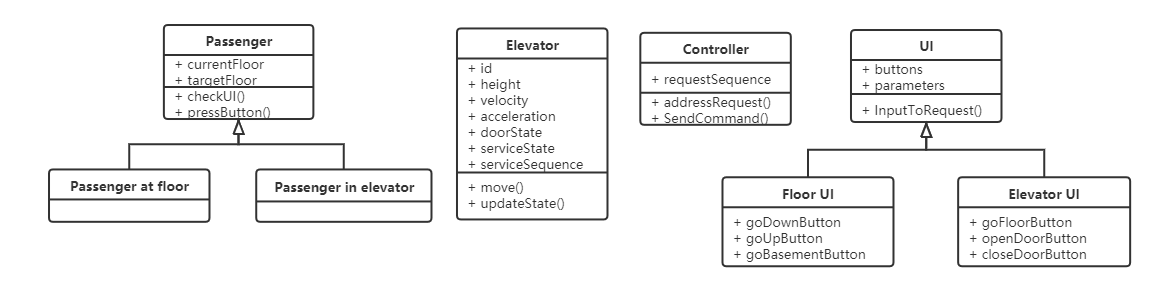 Passenger
+ currentFloor
+ targetFloor
+ checkUI()
+ pressButton()
Passenger at floor
Passenger in elevator
Elevator
+ id
+ height
+ velocity
+ acceleration
+ doorState
+ serviceState
+ serviceSequence
+ move()
+ updateState()
Controller
+ requestSequence
+ addressRequest()
+ SendCommand()
UI
+ buttons
+ parameters
+ InputToRequest()
Floor UI
+ goDownButton
+ goUpButton
+ goBasementButton
Elevator UI
+ goFloorButton
+ openDoorButton
+ closeDoorButton